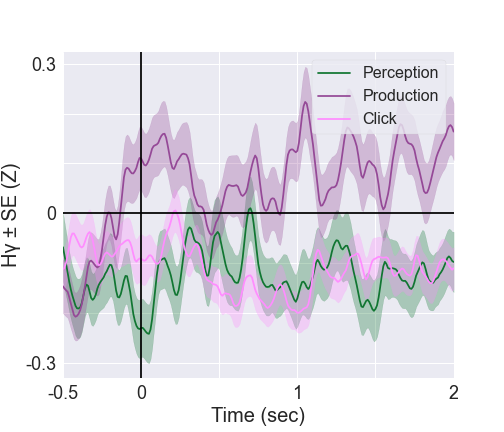 Perception
Production
Click
0.3
0
-0.3
Hγ ± SE (Z)
-0.5
0
1
2
Time (sec)